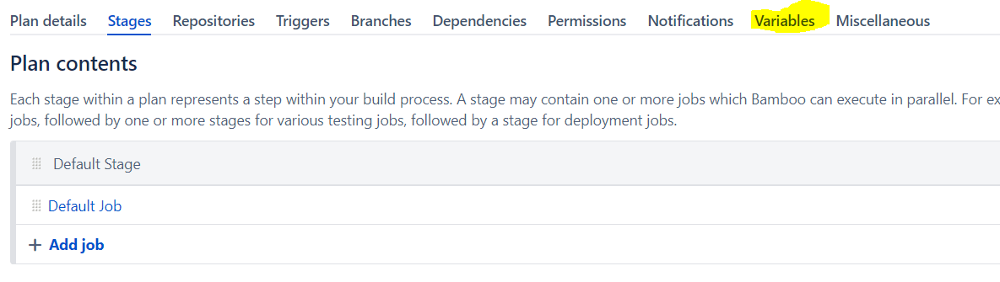 Plan details Stages Repositories Triggers Branches Dependencies Permissions Notifications Variables Miscellaneous
Plan contents
Each stage within a plan represents a step within your build process. A stage may contain one or more jobs which Bamboo can execute in parallel. For ex
jobs, followed by one or more stages for various testing jobs, followed by a stage for deployment jobs.
Default Stage
Default Job
+ Add job